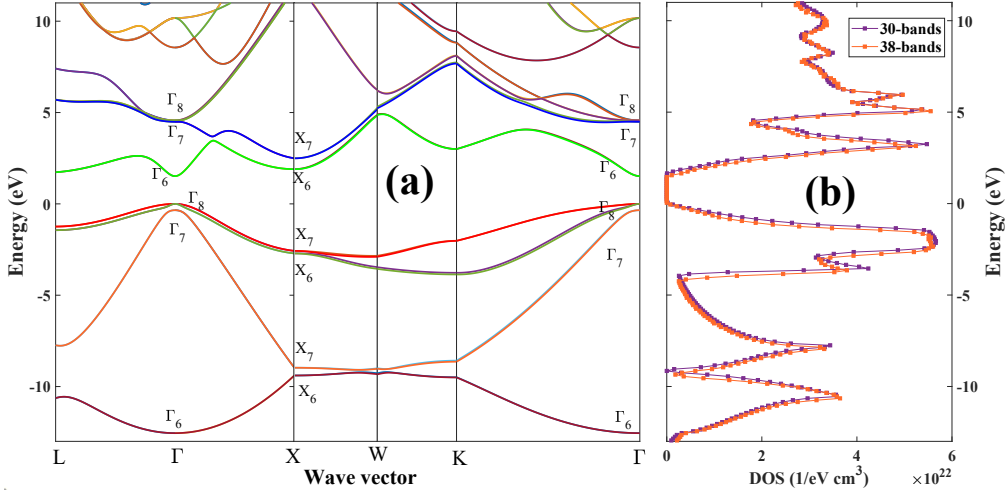 10
5
0
-5
-10
Energy (eV)
Γ8
Γ7
Γ6
Γ8
Γ7
Γ6
X7
X6
X7
X6
X7
X6
(a)
Γ8
Γ7
Γ6
Γ8
Γ7
Γ6
L
Γ
X
W
K
Γ
Wave vector
30-bands
38-bands
(b)
10
5
0
-5
-10
Energy (eV)
0
2
4
6
DOS (1/eV cm³)
×10²²